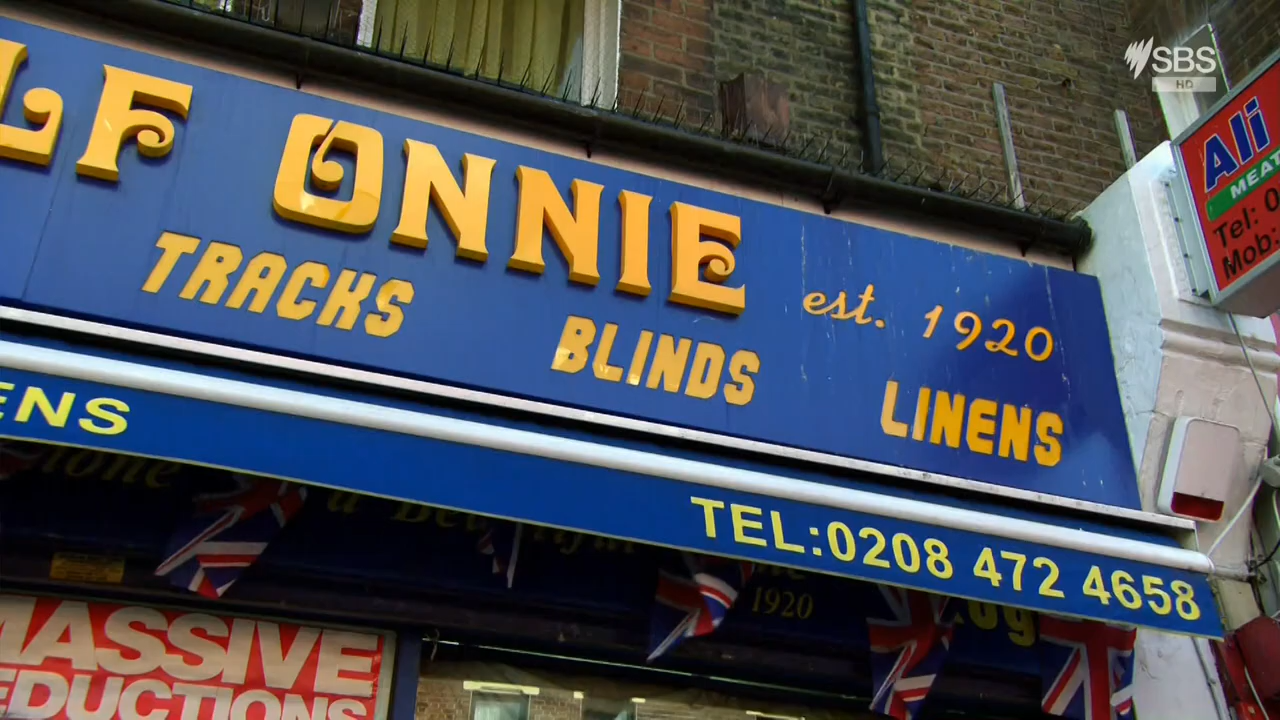 SBS
HD
LF ONNIE
est. 1920
TRACKS BLINDS LINENS
ENS
TEL:0208 472 4658
1920
MASSIVE
EDUCTIONS
Ali
MEAT
Tel: 0
Mob: